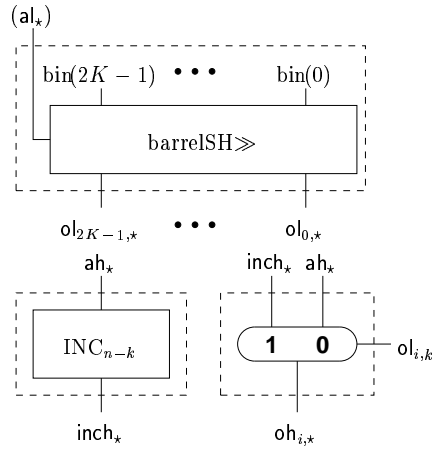 (al⋆)
bin(2K − 1) • • • bin(0)
barrelSH≫
ol₂K−1,⋆ • • • ol₀,⋆
ah⋆ inch⋆ ah⋆
INCₙ₋ₖ 1 0 olᵢ,ₖ
inch⋆ ohᵢ,⋆